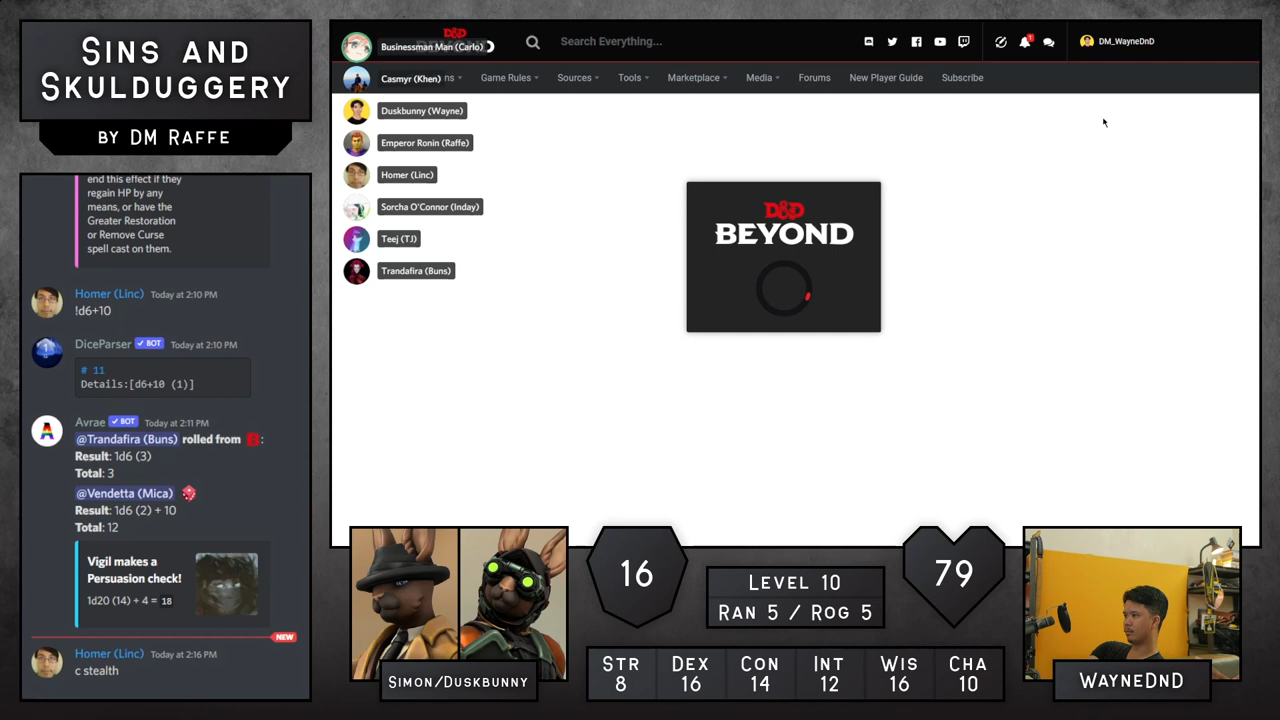 SINS AND
SKULDUGGERY
BY DM RAFFE
end this effect if they
regain HP by any
means, or have the
Greater Restoration
or Remove Curse
spell cast on them.
Homer (Linc) Today at 2:10 PM
!d6+10
DiceParser ✓ BOT Today at 2:10 PM
# 11
Details:[d6+10 (1)]
Avrae ✓ BOT Today at 2:11 PM
@Trandafira (Buns) rolled from :
Result: 1d6 (3)
Total: 3
@Vendetta (Mica)
Result: 1d6 (2) + 10
Total: 12
Vigil makes a
Persuasion check!
1d20 (14) + 4 = 18
NEW
Homer (Linc) Today at 2:16 PM
c stealth
D&D
Businessman Man (Carlo)
Search Everything...
1
DM_WayneDnD
Casmyr (Khen)
ns
Game Rules
Sources
Tools
Marketplace
Media
Forums
New Player Guide
Subscribe
Duskbunny (Wayne)
Emperor Ronin (Raffe)
Homer (Linc)
Sorcha O'Connor (Inday)
Teej (TJ)
Trandafira (Buns)
D&D
BEYOND
SIMON/DUSKBUNNY
16
LEVEL 10
RAN 5 / ROG 5
79
STR DEX CON INT WIS CHA
8 16 14 12 16 10
WAYNEDND